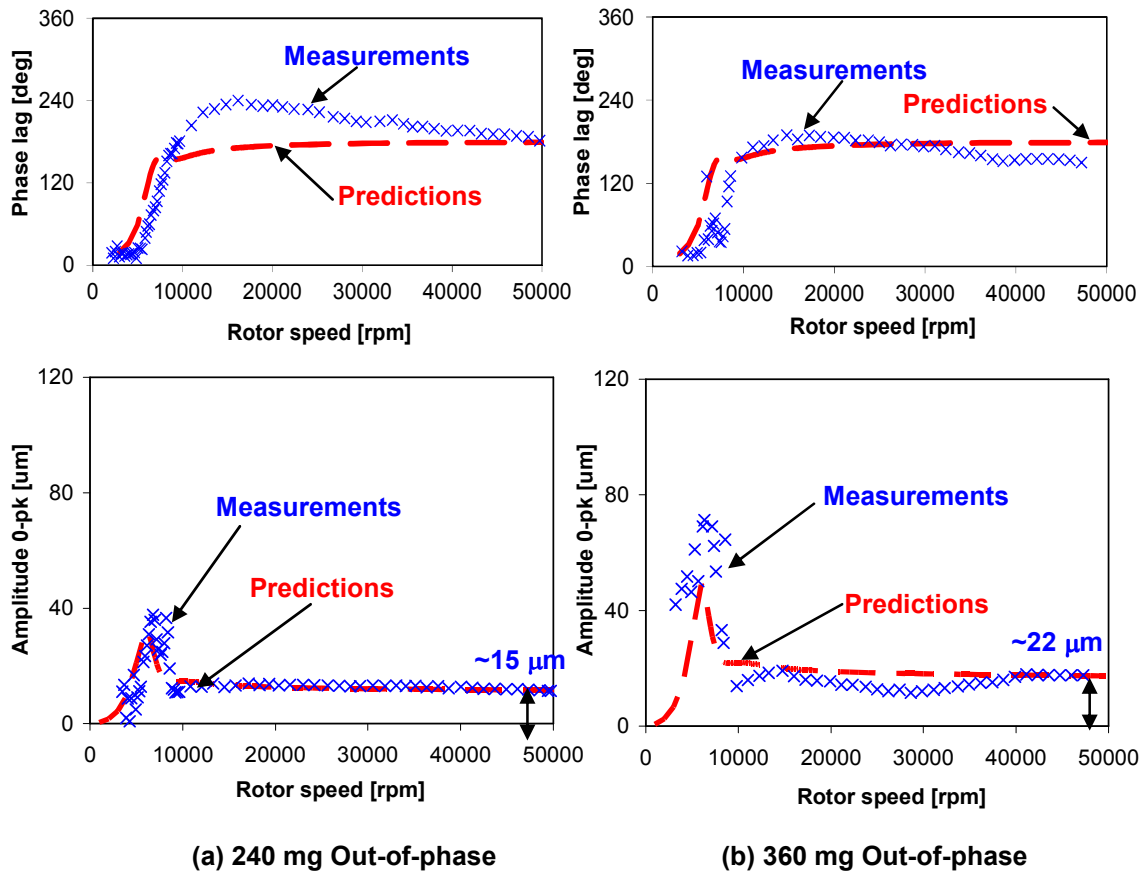 360
240
120
0
Phase lag [deg]
Measurements
Predictions
0 10000 20000 30000 40000 50000
Rotor speed [rpm]
360
240
120
0
Phase lag [deg]
Measurements
Predictions
0 10000 20000 30000 40000 50000
Rotor speed [rpm]
120
80
40
0
Amplitude 0-pk [um]
Measurements
Predictions
~15 µm
0 10000 20000 30000 40000 50000
Rotor speed [rpm]
120
80
40
0
Amplitude 0-pk [um]
Measurements
Predictions
~22 µm
0 10000 20000 30000 40000 50000
Rotor speed [rpm]
(a) 240 mg Out-of-phase
(b) 360 mg Out-of-phase